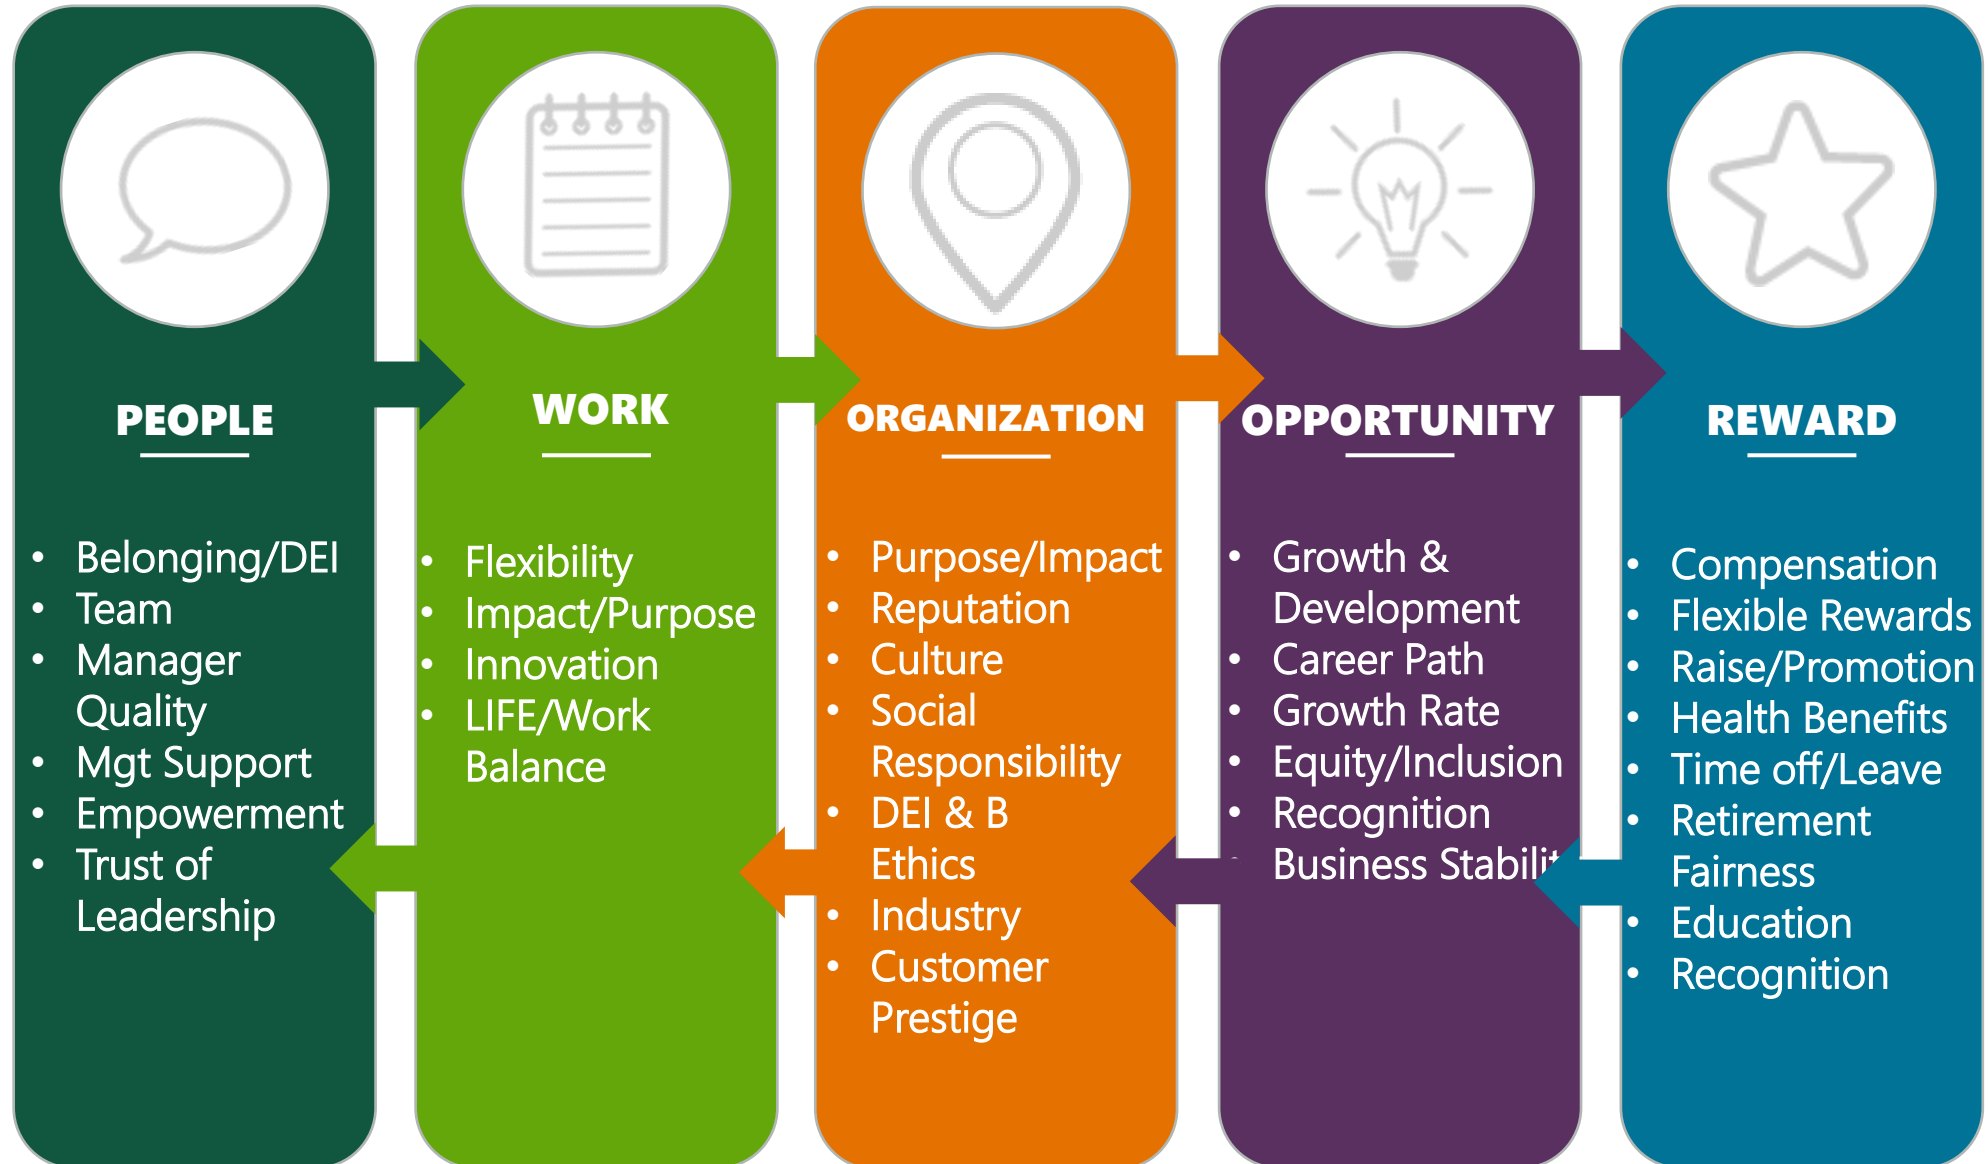 PEOPLE
• Belonging/DEI
• Team
• Manager
Quality
• Mgt Support
• Empowerment
• Trust of
Leadership
WORK
• Flexibility
• Impact/Purpose
• Innovation
• LIFE/Work
Balance
ORGANIZATION
• Purpose/Impact
• Reputation
• Culture
• Social
Responsibility
• DEI & B
Ethics
• Industry
• Customer
Prestige
OPPORTUNITY
• Growth &
Development
• Career Path
• Growth Rate
• Equity/Inclusion
• Recognition
• Business Stabilit
REWARD
• Compensation
• Flexible Rewards
• Raise/Promotion
• Health Benefits
• Time off/Leave
• Retirement
Fairness
• Education
• Recognition